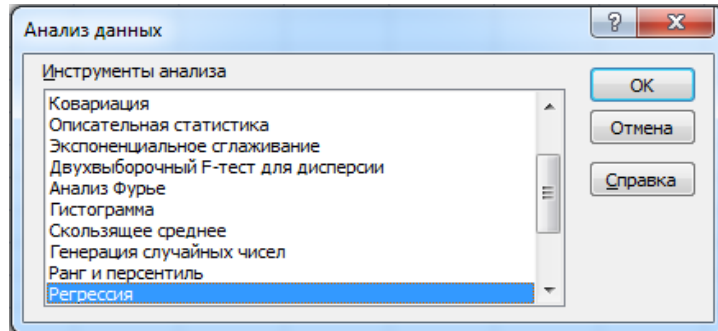 Анализ данных
Инструменты анализа
Ковариация
Описательная статистика
Экспоненциальное сглаживание
Двухвыборочный F-тест для дисперсии
Анализ Фурье
Гистограмма
Скользящее среднее
Генерация случайных чисел
Ранг и персентиль
Регрессия
OK
Отмена
Справка